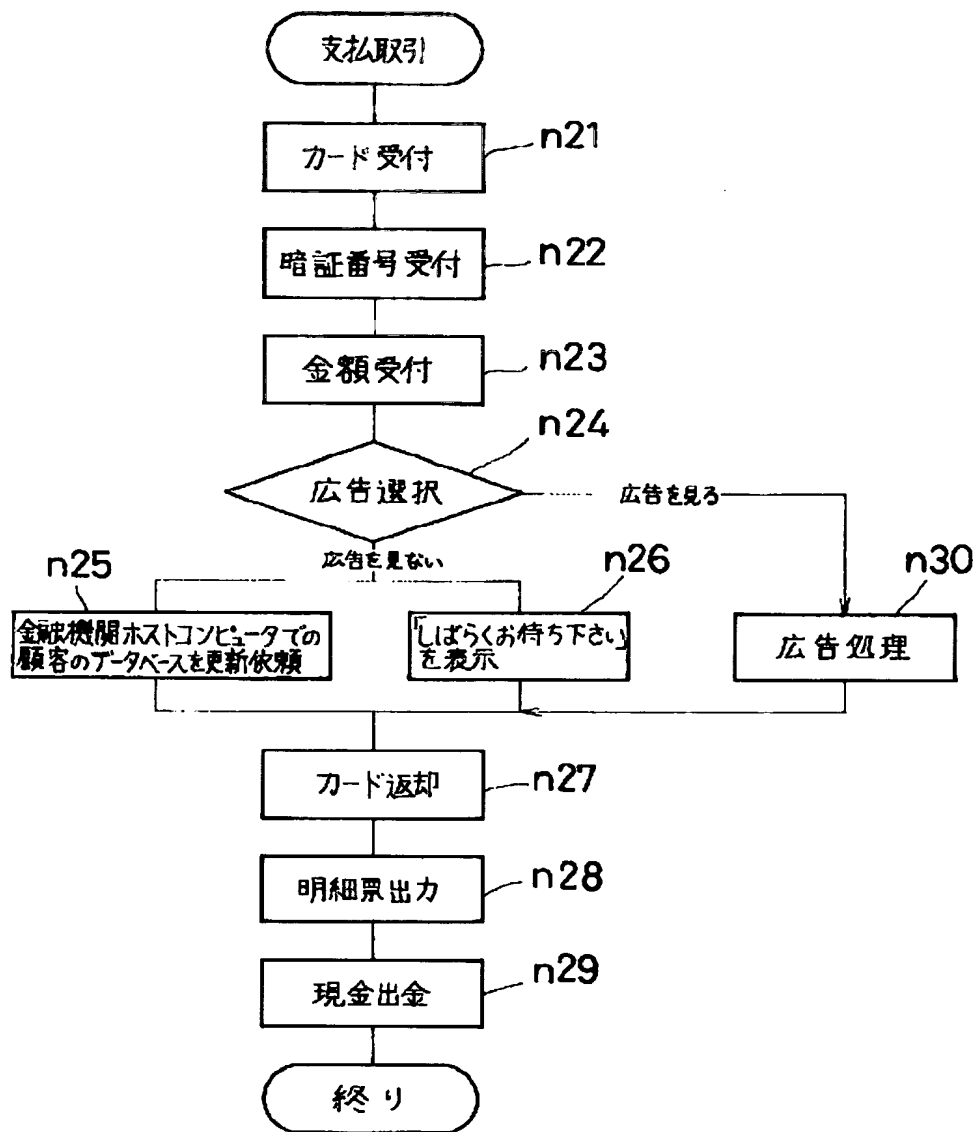 支払取引
カード受付
n21
暗証番号受付
n22
金額受付
n23
n24
広告選択
広告を見る
広告を見ない
n25
n26
n30
金融機関ホストコンピュータでの
顧客のデータベースを更新依頼
「しばらくお待ち下さい」
を表示
広告処理
カード返却
n27
明細票出力
n28
現金出金
n29
終り